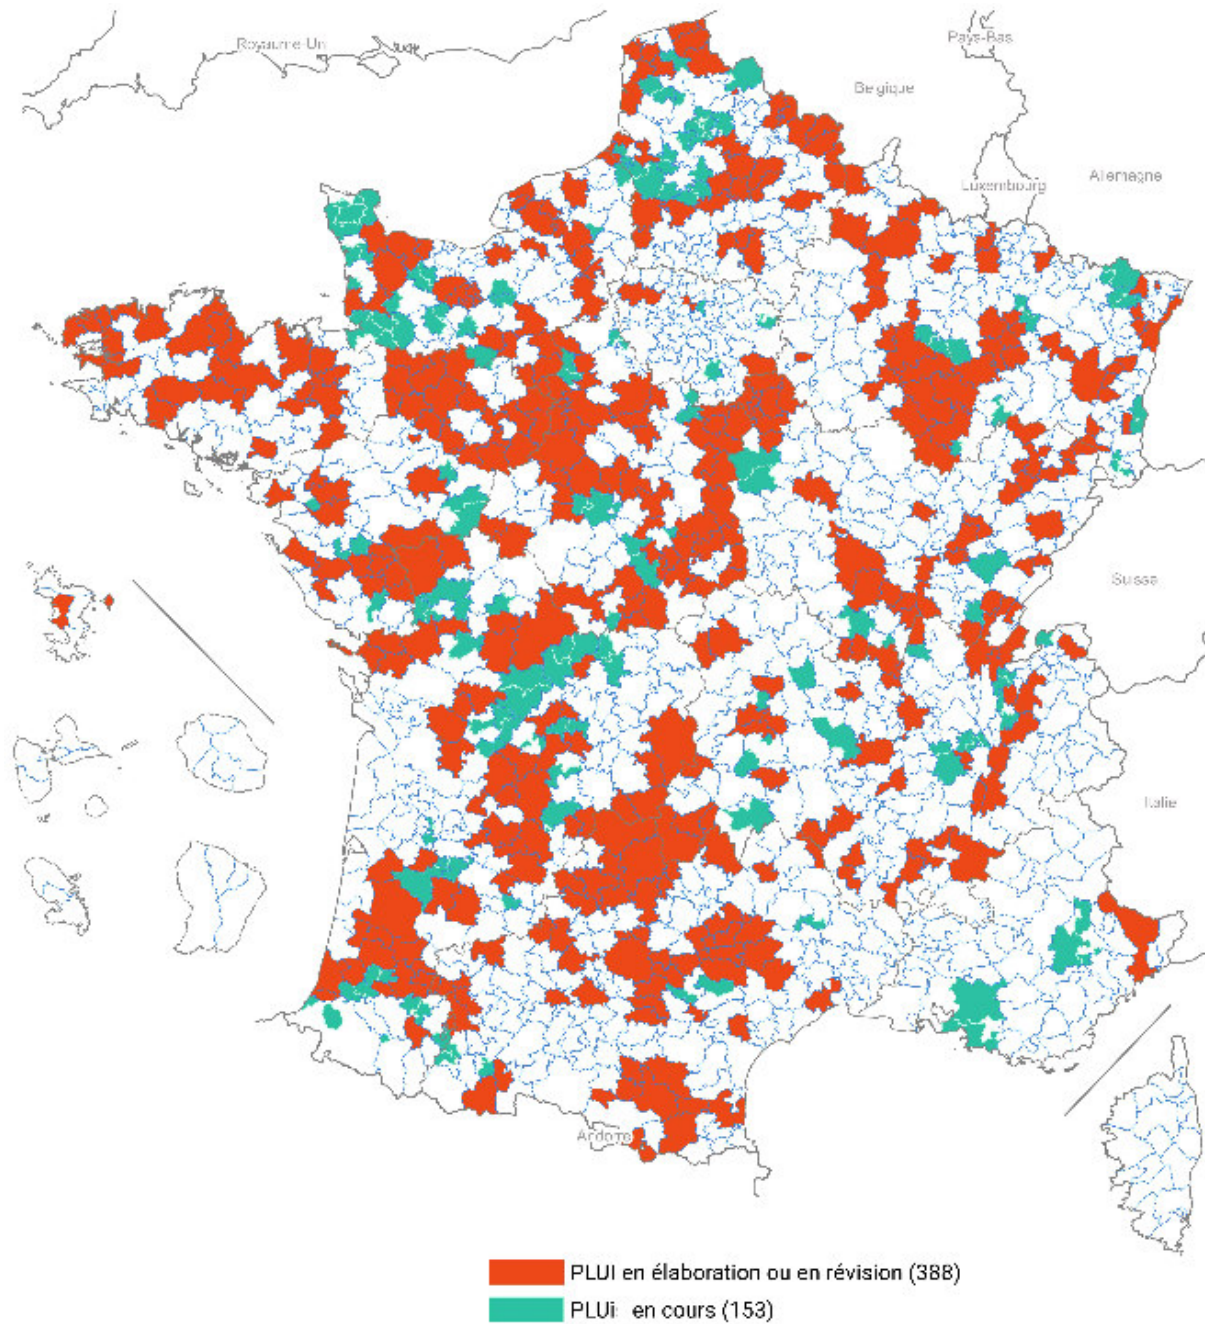 Royaume-Uni
Pays-Bas
Belgique
Luxembourg
Allemagne
Suisse
Italie
Andorre
PLUI en élaboration ou en révision (388)
PLUi: en cours (153)